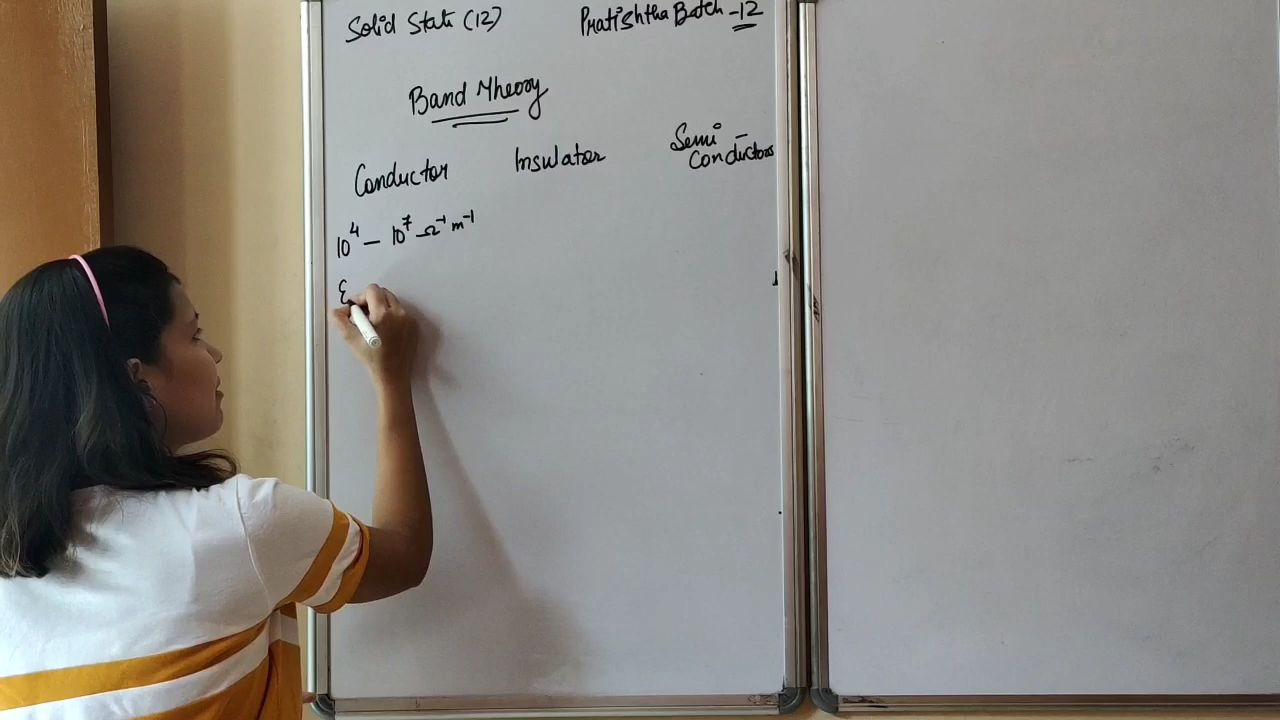 Solid State (12) Pratishtha Batch -12
Band Theory
Conductor Insulator Semi-
Conductors
10⁴ — 10⁷ Ω⁻¹ m⁻¹